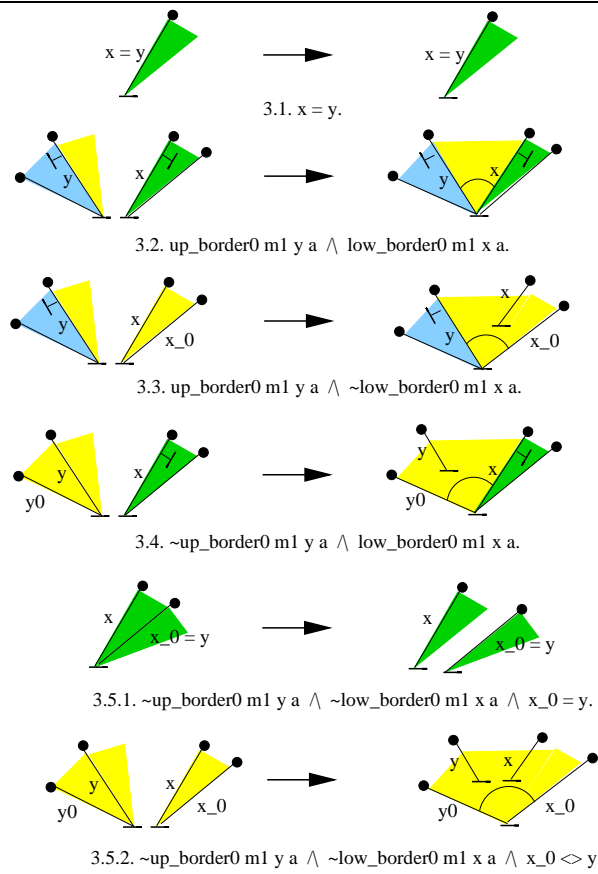 x = y x = y
3.1. x = y.
y x y x
3.2. up_border0 m1 y a /\ low_border0 m1 x a.
x
y x y
x_0 x_0
3.3. up_border0 m1 y a /\ ~low_border0 m1 x a.
y
y x x
y0 y0
3.4. ~up_border0 m1 y a /\ low_border0 m1 x a.
x x
x_0 = y x_0 = y
3.5.1. ~up_border0 m1 y a /\ ~low_border0 m1 x a /\ x_0 = y.
y x
y x
y0 x_0 y0 x_0
3.5.2. ~up_border0 m1 y a /\ ~low_border0 m1 x a /\ x_0 <> y